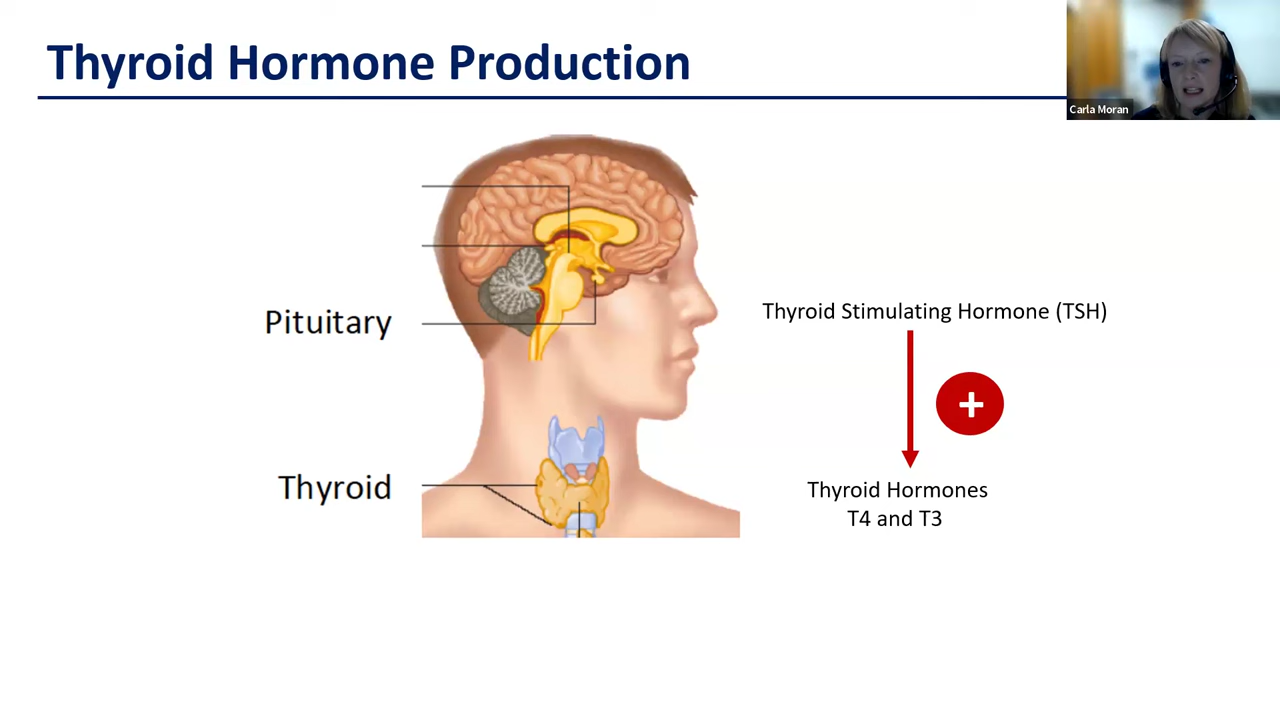 Thyroid Hormone Production
Carla Moran
Pituitary
Thyroid Stimulating Hormone (TSH)
+
Thyroid
Thyroid Hormones
T4 and T3